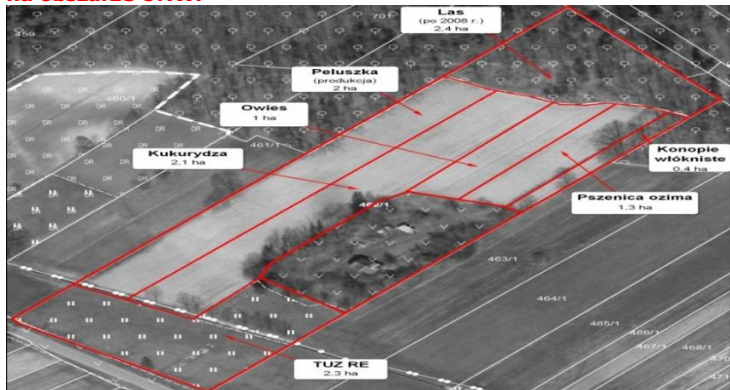 Las
(po 2008 r.)
2.4 ha
701
459
Peluszka
(produkcja)
2 ha
Owies
1 ha
460/1
461/1
Kukurydza
2.1 ha
Konopie
włókniste
0.4 ha
Pszenica ozima
1.3 ha
462/1
463/1
464/1
465/1
466/1
467/1
468/1
TUZ RE
2.3 ha